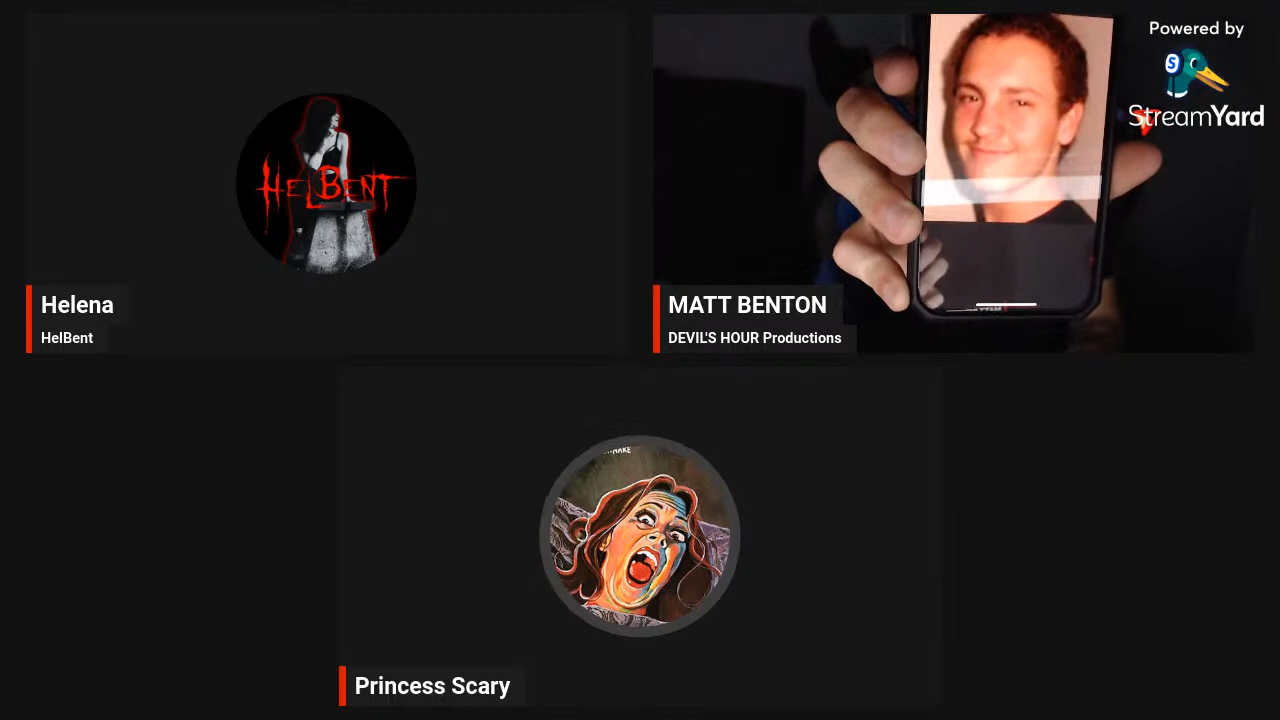 Powered by
StreamYard
HELBENT
Helena
HelBent
MATT BENTON
DEVIL'S HOUR Productions
Princess Scary